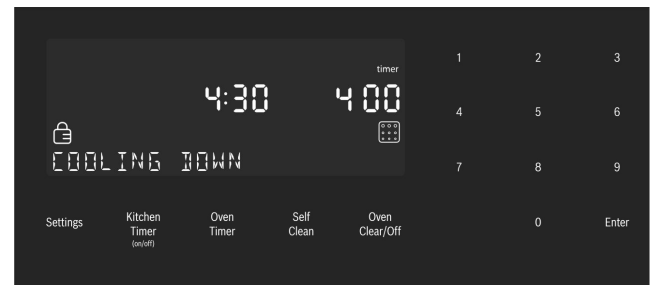 timer
4:30 4 00
COOLING DOWN
1 2 3
4 5 6
7 8 9
0 Enter
Settings
Kitchen
Timer
(on/off)
Oven
Timer
Self
Clean
Oven
Clear/Off